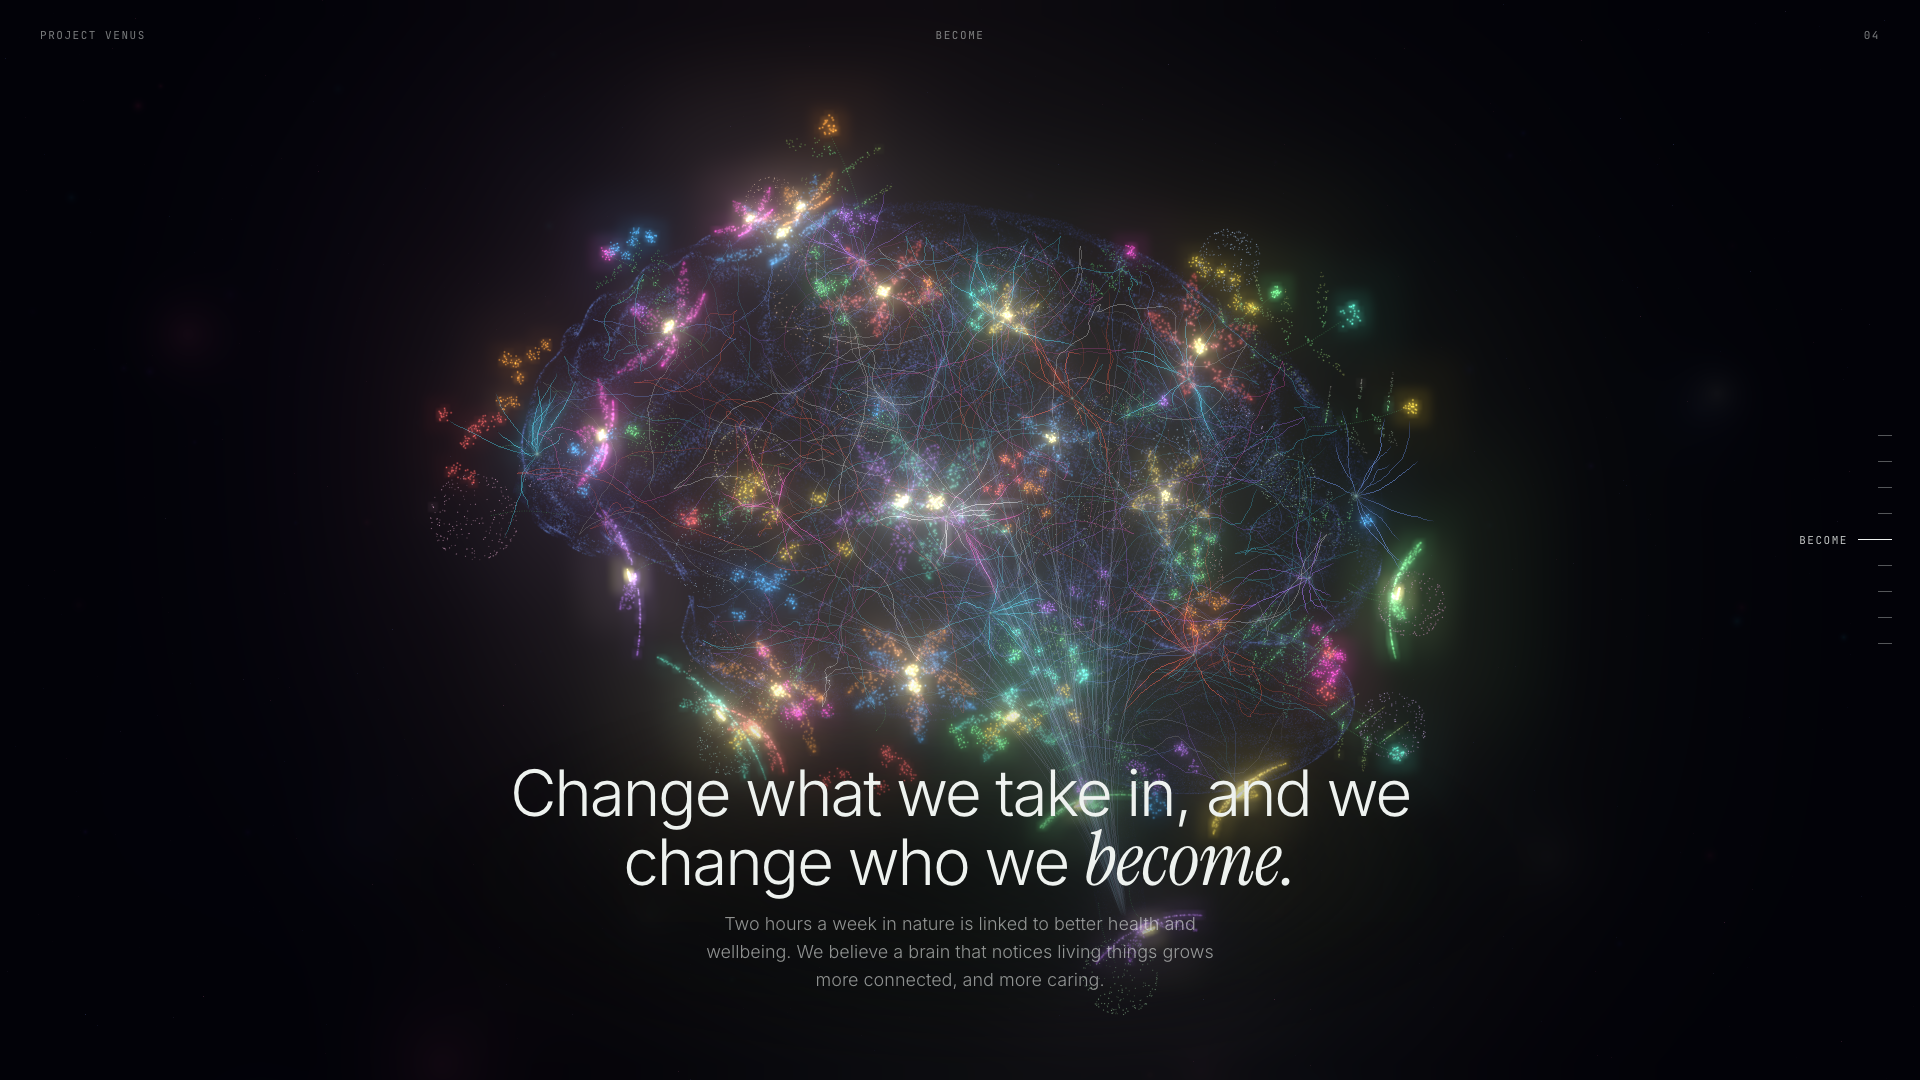 PROJECT VENUS
BECOME
04
BECOME
Change what we take in, and we
change who we become.
Two hours a week in nature is linked to better health and
wellbeing. We believe a brain that notices living things grows
more connected, and more caring.